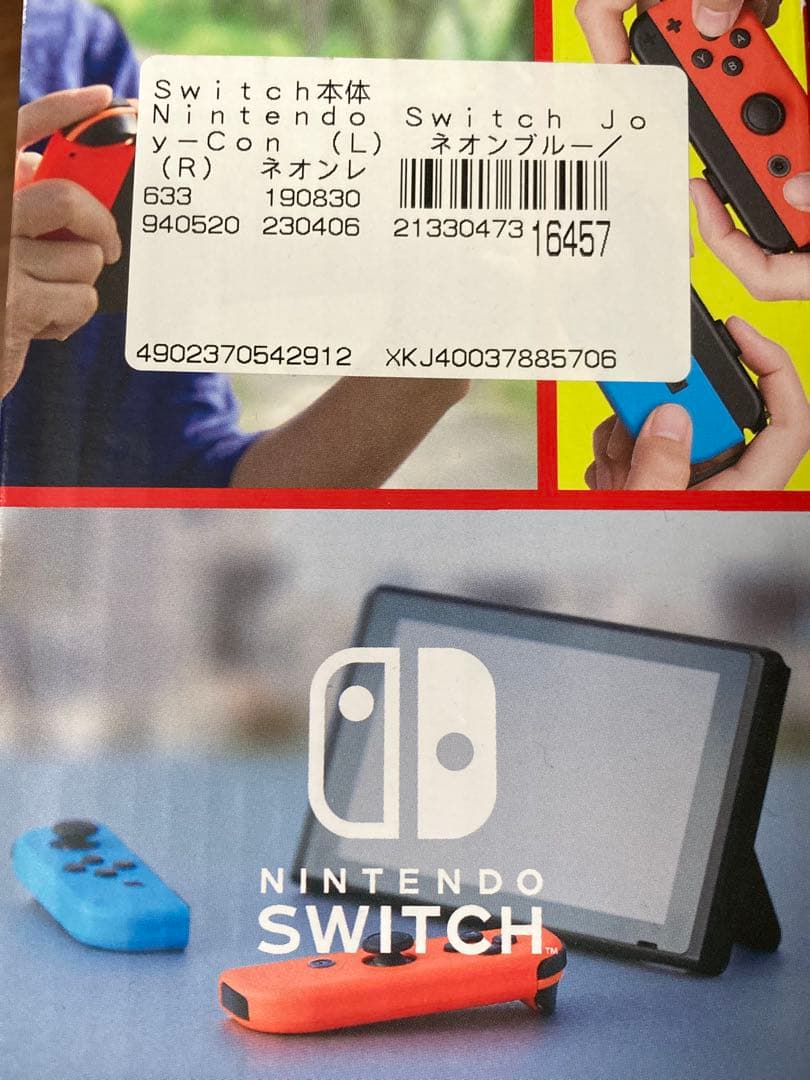 Switch本体
Nintendo Switch Jo
y-Con (L) ネオンブルー/
(R) ネオンレ
633 190830
940520 230406 21330473 16457
4902370542912 XKJ40037885706
A
Y
B
NINTENDO
SWITCH™